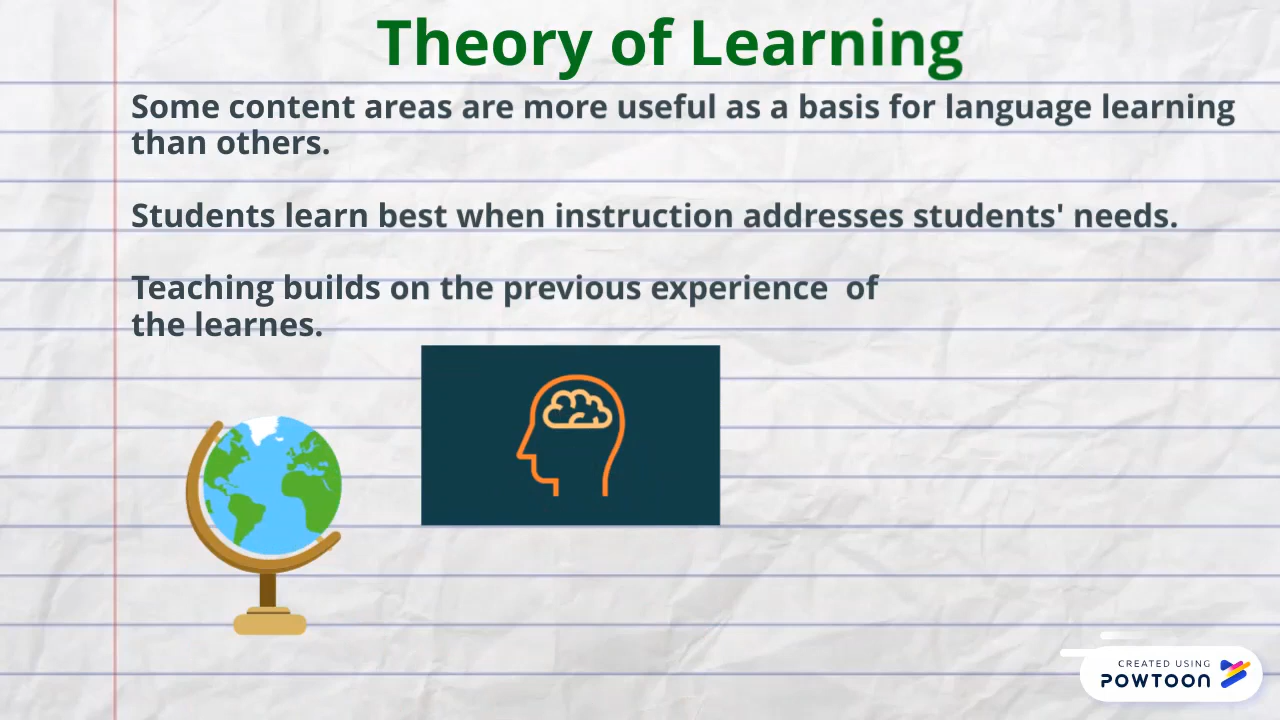 Theory of Learning
Some content areas are more useful as a basis for language learning
than others.
Students learn best when instruction addresses students' needs.
Teaching builds on the previous experience  of
the learnes.
CREATED USING
POWTOON